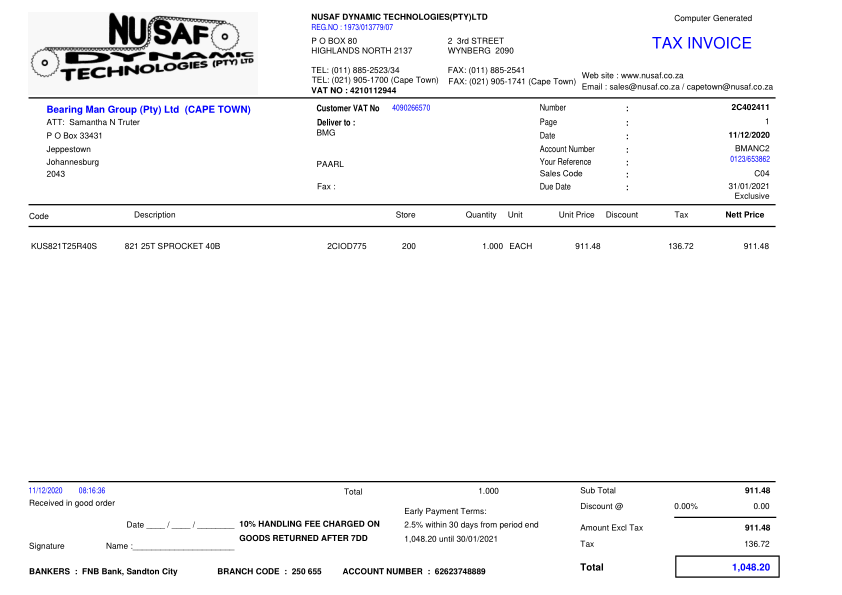 NUSAF
DYNAMIC
TECHNOLOGIES (PTY) LTD
NUSAF DYNAMIC TECHNOLOGIES(PTY)LTD
REG.NO : 1973/013779/07
P O BOX 80 2 3rd STREET
HIGHLANDS NORTH 2137 WYNBERG 2090
TEL: (011) 885-2523/34 FAX: (011) 885-2541
TEL: (021) 905-1700 (Cape Town) FAX: (021) 905-1741 (Cape Town)
VAT NO : 4210112944
Computer Generated
TAX INVOICE
Web site : www.nusaf.co.za
Email : sales@nusaf.co.za / capetown@nusaf.co.za
Bearing Man Group (Pty) Ltd (CAPE TOWN)
ATT: Samantha N Truter
P O Box 33431
Jeppestown
Johannesburg
2043
Customer VAT No 4090266570
Deliver to :
BMG
PAARL
Fax :
Number : 2C402411
Page : 1
Date : 11/12/2020
Account Number : BMANC2
Your Reference : 0123/653862
Sales Code : C04
Due Date : 31/01/2021
Exclusive
Code Description Store Quantity Unit Unit Price Discount Tax Nett Price
KUS821T25R40S 821 25T SPROCKET 40B 2CIOD775 200 1.000 EACH 911.48 136.72 911.48
11/12/2020 08:16:36 Total 1.000
Received in good order
Date ____ / ____ / ________ 10% HANDLING FEE CHARGED ON
GOODS RETURNED AFTER 7DD
Signature Name :______________________
Early Payment Terms:
2.5% within 30 days from period end
1,048.20 until 30/01/2021
Sub Total 911.48
Discount @ 0.00% 0.00
Amount Excl Tax 911.48
Tax 136.72
Total 1,048.20
BANKERS : FNB Bank, Sandton City BRANCH CODE : 250 655 ACCOUNT NUMBER : 62623748889